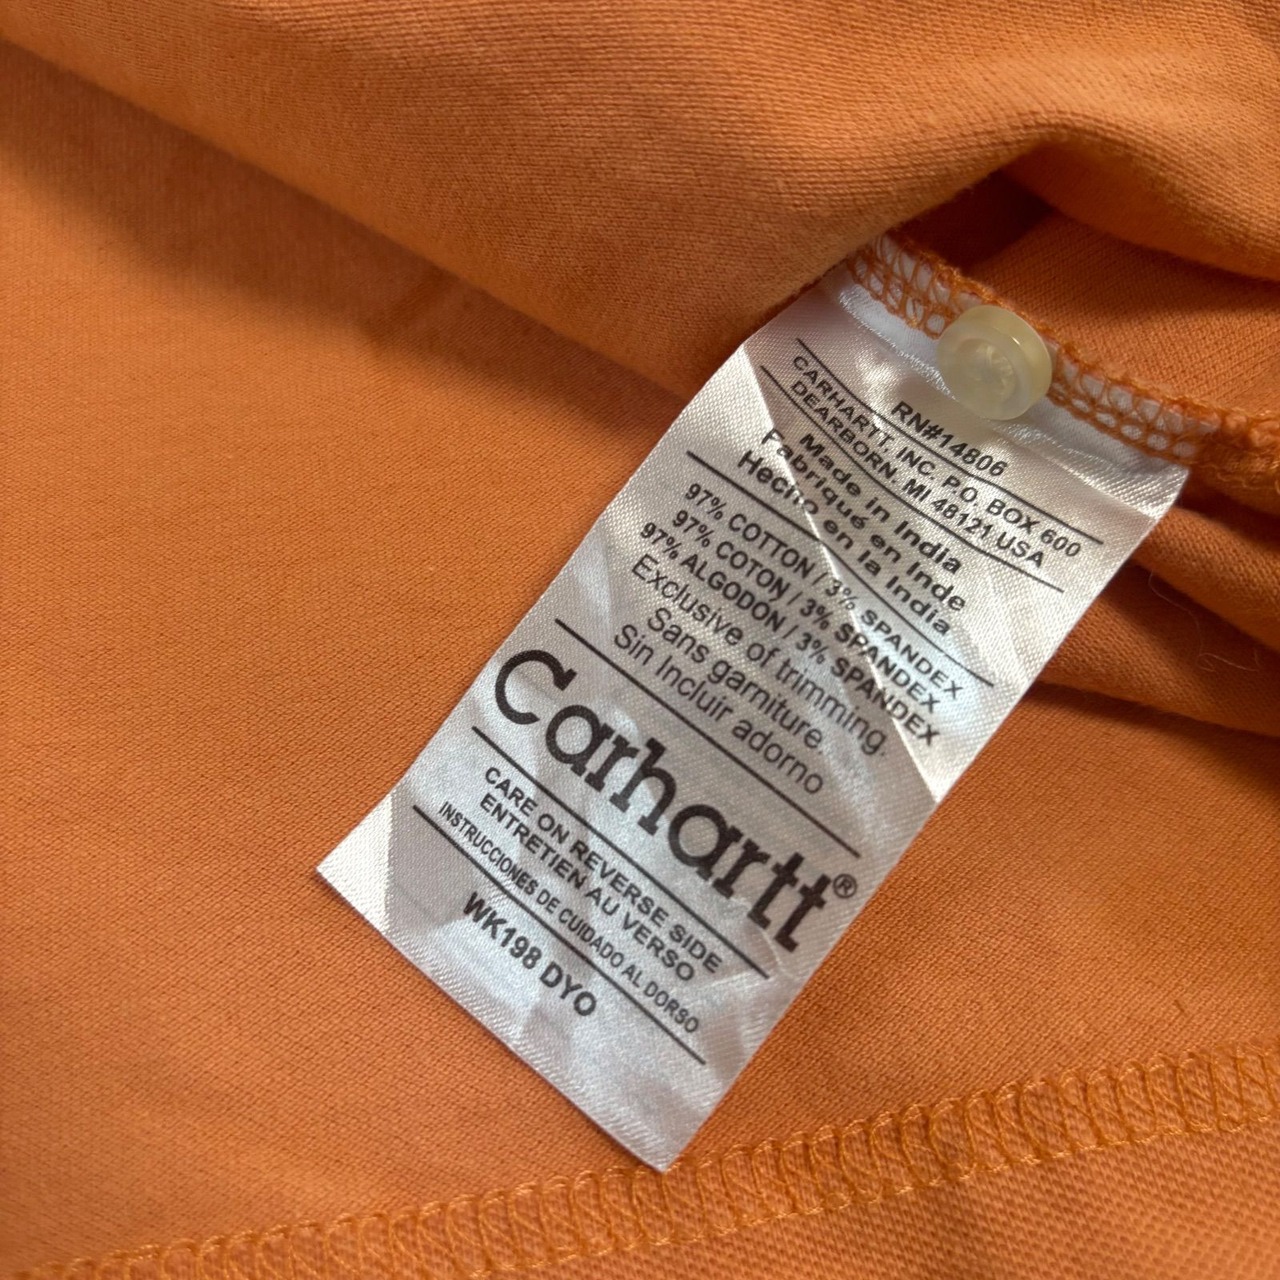 RN#14806
CARHARTT, INC. P.O. BOX 600
DEARBORN, MI 48121 USA
Made in India
Fabriqué en Inde
Hecho en la India
97% COTTON / 3% SPANDEX
97% COTON / 3% SPANDEX
97% ALGODON / 3% SPANDEX
Exclusive of trimming.
Sans garniture.
Sin Incluir adorno
Carhartt®
CARE ON REVERSE SIDE
ENTRETIEN AU VERSO
INSTRUCCIONES DE CUIDADO AL DORSO
WK198 DYO